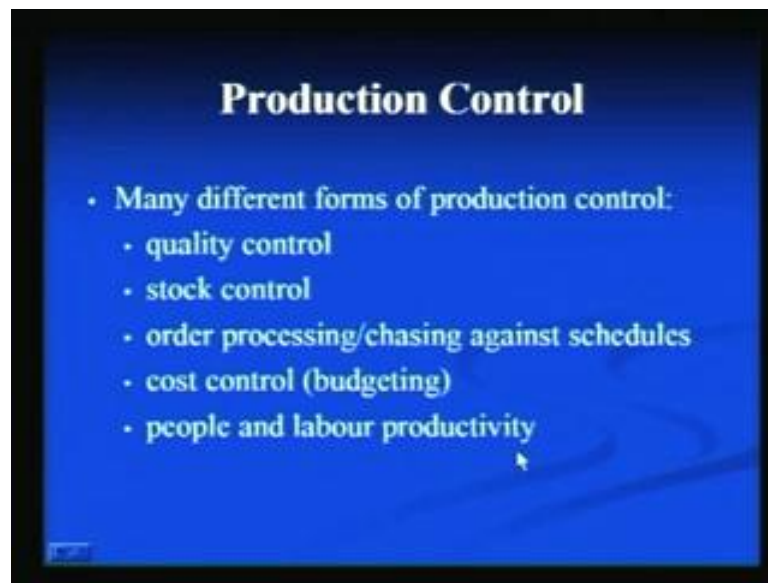 Production Control
• Many different forms of production control:
• quality control
• stock control
• order processing/chasing against schedules
• cost control (budgeting)
• people and labour productivity